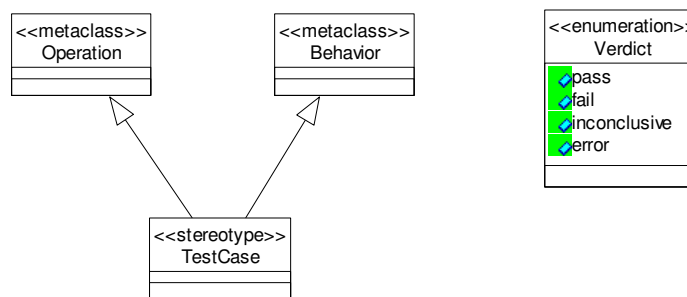 <<metaclass>>
Operation
<<metaclass>>
Behavior
<<enumeration>>
Verdict
pass
fail
inconclusive
error
<<stereotype>>
TestCase